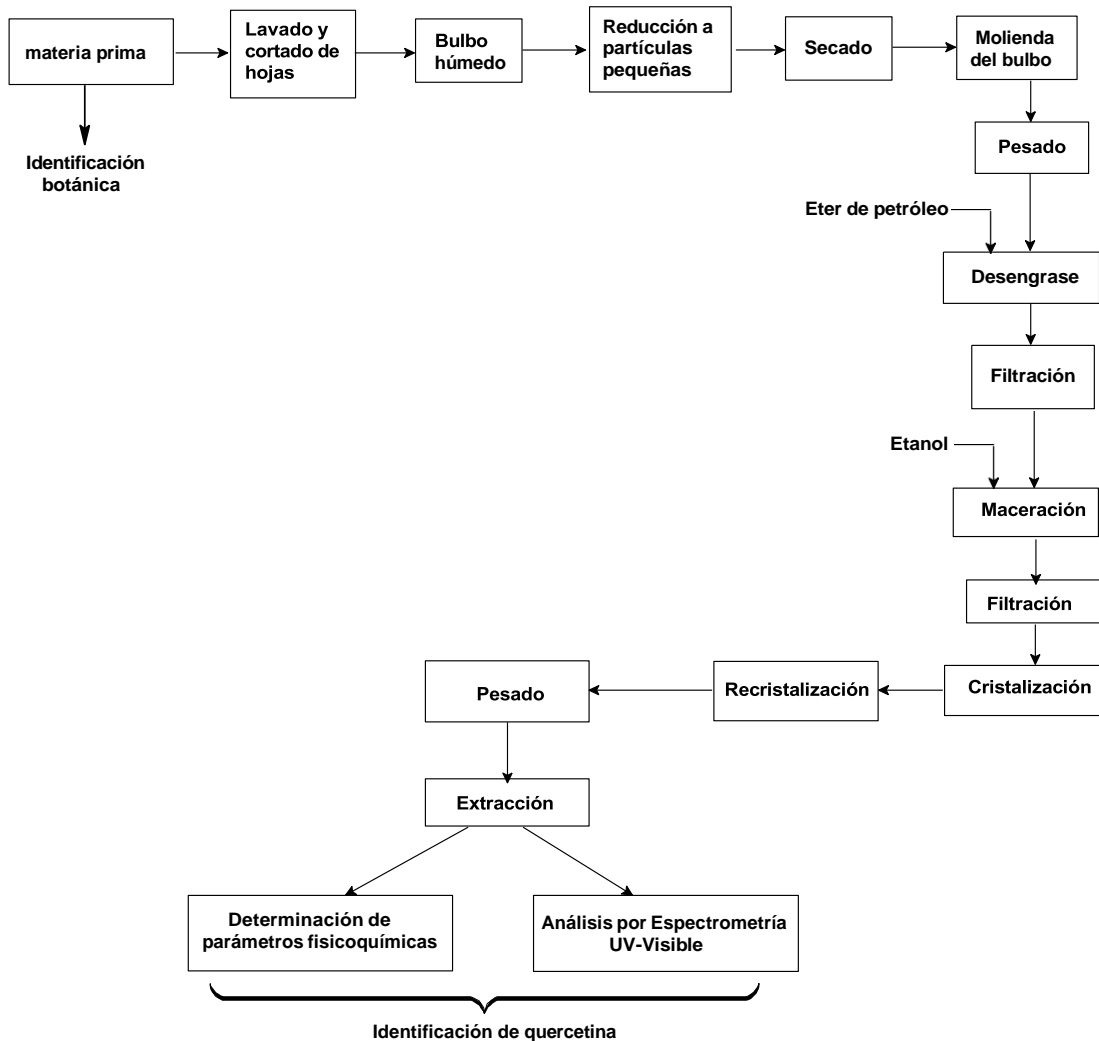 materia prima
Lavado y
cortado de
hojas
Bulbo
húmedo
Reducción a
partículas
pequeñas
Secado
Molienda
del bulbo
Identificación
botánica
Pesado
Eter de petróleo
Desengrase
Filtración
Etanol
Maceración
Filtración
Cristalización
Recristalización
Pesado
Extracción
Determinación de
parámetros fisicoquímicas
Análisis por Espectrometría
UV-Visible
Identificación de quercetina